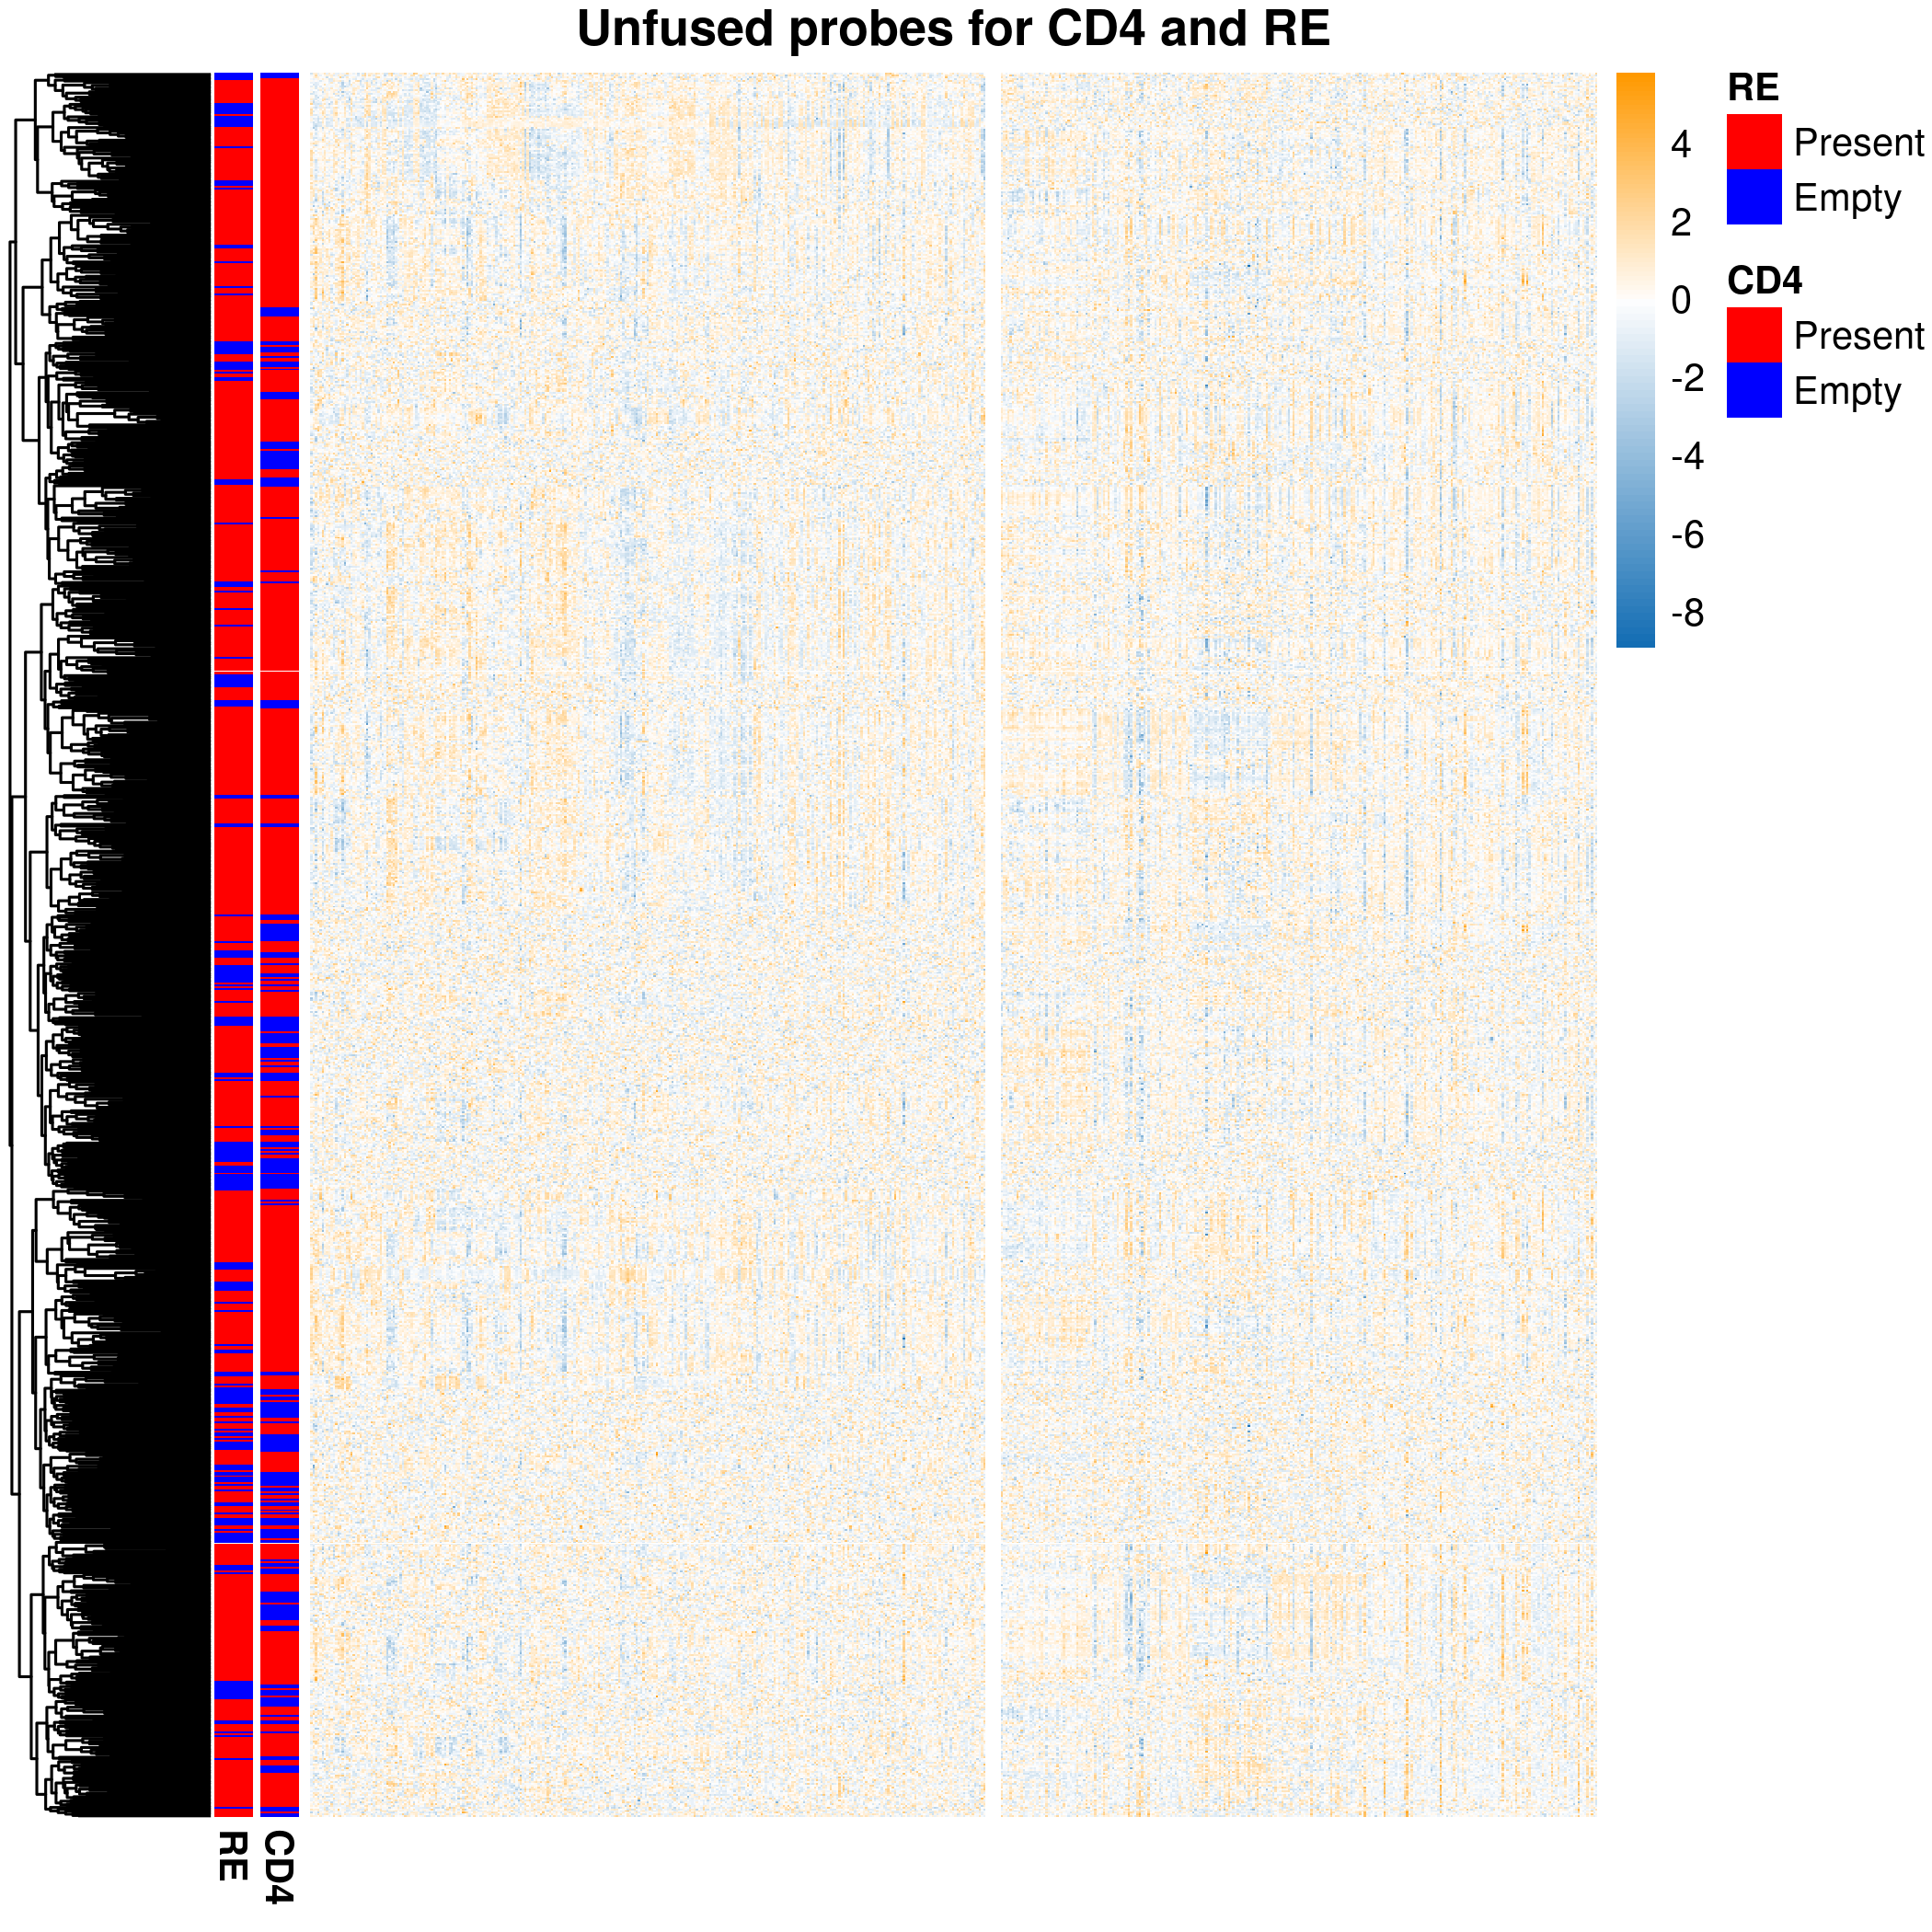 Unfused probes for CD4 and RE
4
2
0
-2
-4
-6
-8
RE
Present
Empty
CD4
Present
Empty
RE
CD4